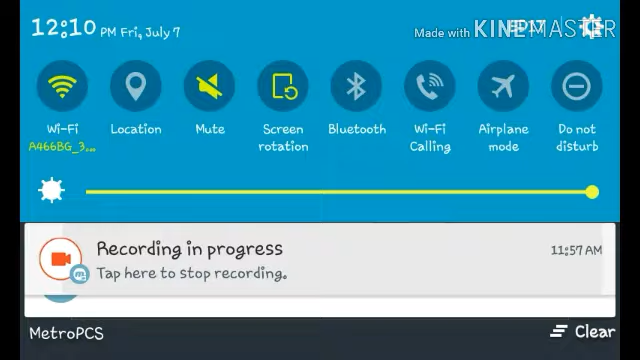 12:10 PM Fri, July 7
Made with KINEMASTER
Wi-Fi
A466BG_3...
Location
Mute
Screen rotation
Bluetooth
Wi-Fi Calling
Airplane mode
Do not disturb
Recording in progress 11:57 AM
Tap here to stop recording.
MetroPCS
Clear